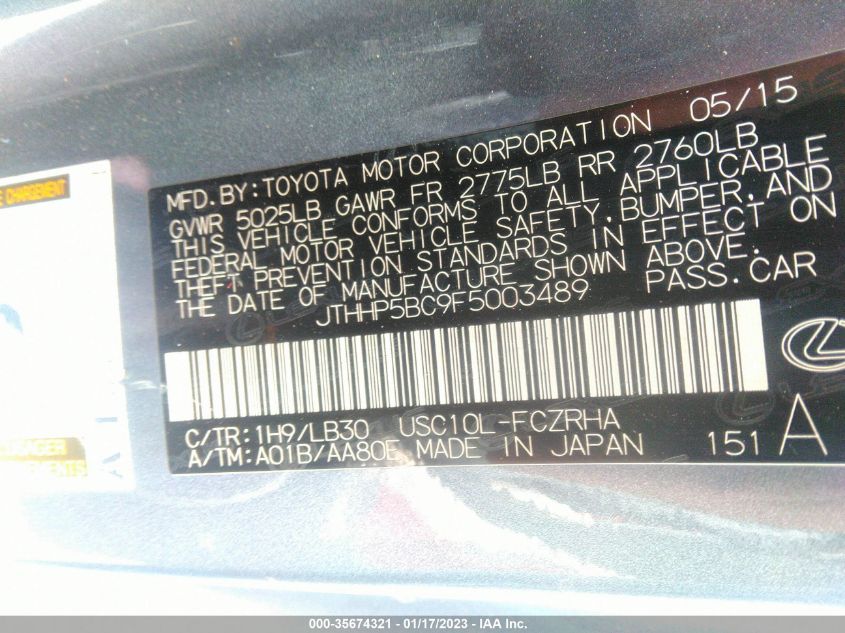 MFD. BY: TOYOTA MOTOR CORPORATION 05/15
GVWR 5025LB GAWR FR 2775LB RR 2760LB
THIS VEHICLE CONFORMS TO ALL APPLICABLE
FEDERAL MOTOR VEHICLE SAFETY, BUMPER, AND
THEFT PREVENTION STANDARDS IN EFFECT ON
THE DATE OF MANUFACTURE SHOWN ABOVE.
JTHHP5BC9F5003489 PASS. CAR
C/TR: 1H9/LB30 USC10L-FCZRHA
A/TM: A01B/AA80E MADE IN JAPAN 151 A
CHARGEMENT
000-35674321 - 01/17/2023 - IAA Inc.